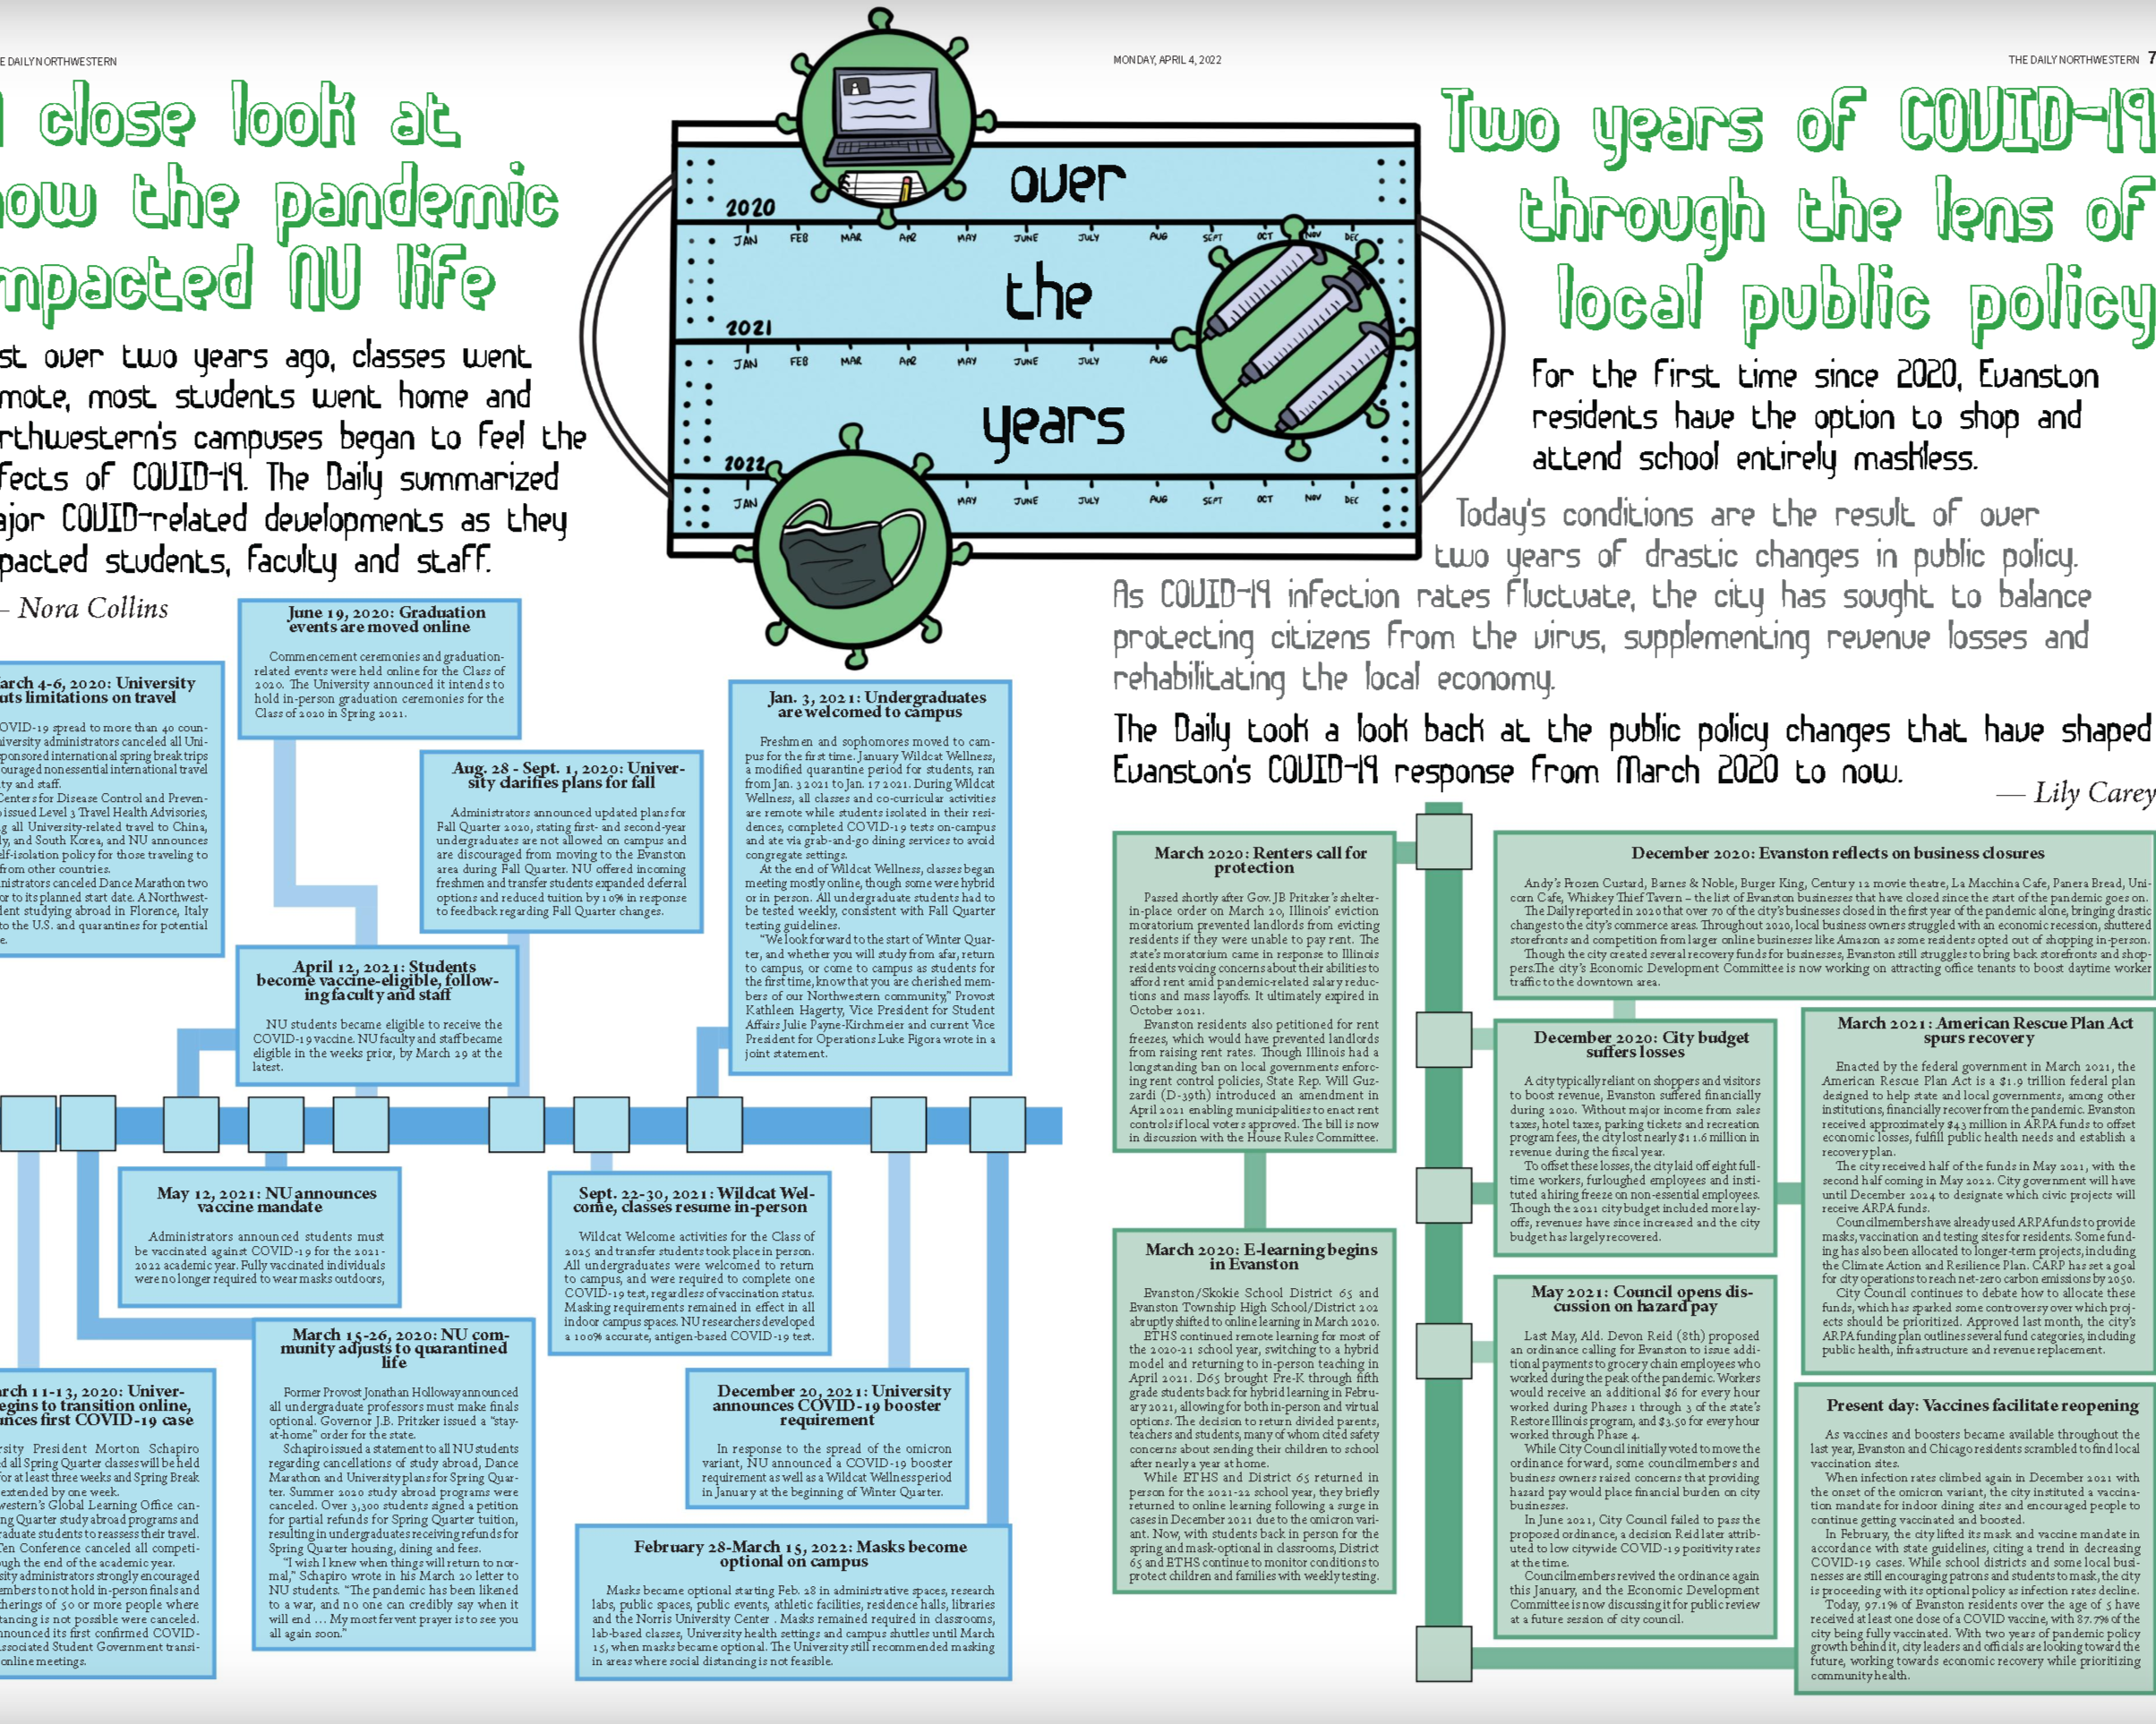 E DAILY NORTHWESTERN
close look at
how the pandemic
impacted NU life
st over two years ago, classes went
mote, most students went home and
rthwestern's campuses began to feel the
fects of COVID-19. The Daily summarized
ajor COVID-related developments as they
pacted students, faculty and staff.
— Nora Collins
over
the
years
2020
JAN FEB MAR APR MAY JUNE JULY AUG SEPT OCT NOV DEC
2021
JAN FEB MAR APR MAY JUNE JULY AUG
2022
JAN MAY JUNE JULY AUG SEPT OCT NOV DEC
June 19, 2020: Graduation
events are moved online
Commencement ceremonies and graduation-
related events were held online for the Class of
2020. The University announced it intends to
hold in-person graduation ceremonies for the
Class of 2020 in Spring 2021.
arch 4-6, 2020: University
uts limitations on travel
OVID-19 spread to more than 40 coun-
iversity administrators canceled all Uni-
ponsored international spring break trips
ouraged nonessential international travel
ty and staff.
Centers for Disease Control and Preven-
issued Level 3 Travel Health Advisories,
g all University-related travel to China,
ly, and South Korea, and NU announces
lf-isolation policy for those traveling to
from other countries.
nistrators canceled Dance Marathon two
or to its planned start date. A Northwest-
dent studying abroad in Florence, Italy
to the U.S. and quarantines for potential
e.
Aug. 28 - Sept. 1, 2020: Univer-
sity clarifies plans for fall
Administrators announced updated plans for
Fall Quarter 2020, stating first- and second-year
undergraduates are not allowed on campus and
are discouraged from moving to the Evanston
area during Fall Quarter. NU offered incoming
freshmen and transfer students expanded deferral
options and reduced tuition by 10% in response
to feedback regarding Fall Quarter changes.
Jan. 3, 2021: Undergraduates
are welcomed to campus
Freshmen and sophomores moved to cam-
pus for the first time. January Wildcat Wellness,
a modified quarantine period for students, ran
from Jan. 3 2021 to Jan. 17 2021. During Wildcat
Wellness, all classes and co-curricular activities
are remote while students isolated in their resi-
dences, completed COVID-19 tests on-campus
and ate via grab-and-go dining services to avoid
congregate settings.
At the end of Wildcat Wellness, classes began
meeting mostly online, though some were hybrid
or in person. All undergraduate students had to
be tested weekly, consistent with Fall Quarter
testing guidelines.
"We look forward to the start of Winter Quar-
ter, and whether you will study from afar, return
to campus, or come to campus as students for
the first time, know that you are cherished mem-
bers of our Northwestern community," Provost
Kathleen Hagerty, Vice President for Student
Affairs Julie Payne-Kirchmeier and current Vice
President for Operations Luke Figora wrote in a
joint statement.
April 12, 2021: Students
become vaccine-eligible, follow-
ing faculty and staff
NU students became eligible to receive the
COVID-19 vaccine. NU faculty and staff became
eligible in the weeks prior, by March 29 at the
latest.
May 12, 2021: NU announces
vaccine mandate
Administrators announced students must
be vaccinated against COVID-19 for the 2021-
2022 academic year. Fully vaccinated individuals
were no longer required to wear masks outdoors,
Sept. 22-30, 2021: Wildcat Wel-
come, classes resume in-person
Wildcat Welcome activities for the Class of
2025 and transfer students took place in person.
All undergraduates were welcomed to return
to campus, and were required to complete one
COVID-19 test, regardless of vaccination status.
Masking requirements remained in effect in all
indoor campus spaces. NU researchers developed
a 100% accurate, antigen-based COVID-19 test.
arch 11-13, 2020: Univer-
egins to transition online,
unces first COVID-19 case
rsity President Morton Schapiro
ed all Spring Quarter classes will be held
for at least three weeks and Spring Break
extended by one week.
western's Global Learning Office can-
ng Quarter study abroad programs and
raduate students to reassess their travel.
Ten Conference canceled all competi-
ough the end of the academic year.
sity administrators strongly encouraged
embers to not hold in-person finals and
herings of 50 or more people where
tancing is not possible were canceled.
nnounced its first confirmed COVID-
ssociated Student Government transi-
online meetings.
March 15-26, 2020: NU com-
munity adjusts to quarantined
life
Former Provost Jonathan Holloway announced
all undergraduate professors must make finals
optional. Governor J.B. Pritzker issued a "stay-
at-home" order for the state.
Schapiro issued a statement to all NU students
regarding cancellations of study abroad, Dance
Marathon and University plans for Spring Quar-
ter. Summer 2020 study abroad programs were
canceled. Over 3,300 students signed a petition
for partial refunds for Spring Quarter tuition,
resulting in undergraduates receiving refunds for
Spring Quarter housing, dining and fees.
"I wish I knew when things will return to nor-
mal," Schapiro wrote in his March 20 letter to
NU students. "The pandemic has been likened
to a war, and no one can credibly say when it
will end ... My most fervent prayer is to see you
all again soon."
December 20, 2021: University
announces COVID-19 booster
requirement
In response to the spread of the omicron
variant, NU announced a COVID-19 booster
requirement as well as a Wildcat Wellness period
in January at the beginning of Winter Quarter.
February 28-March 15, 2022: Masks become
optional on campus
Masks became optional starting Feb. 28 in administrative spaces, research
labs, public spaces, public events, athletic facilities, residence halls, libraries
and the Norris University Center . Masks remained required in classrooms,
lab-based classes, University health settings and campus shuttles until March
15, when masks became optional. The University still recommended masking
in areas where social distancing is not feasible.
MONDAY, APRIL 4, 2022
THE DAILY NORTHWESTERN 7
Two years of COVID-19
through the lens of
local public policy
For the first time since 2020, Evanston
residents have the option to shop and
attend school entirely maskless.
Today's conditions are the result of over
two years of drastic changes in public policy.
As COVID-19 infection rates fluctuate, the city has sought to balance
protecting citizens from the virus, supplementing revenue losses and
rehabilitating the local economy.
The Daily took a look back at the public policy changes that have shaped
Evanston's COVID-19 response from March 2020 to now.
— Lily Carey
March 2020: Renters call for
protection
Passed shortly after Gov. JB Pritzker's shelter-
in-place order on March 20, Illinois' eviction
moratorium prevented landlords from evicting
residents if they were unable to pay rent. The
state's moratorium came in response to Illinois
residents voicing concerns about their abilities to
afford rent amid pandemic-related salary reduc-
tions and mass layoffs. It ultimately expired in
October 2021.
Evanston residents also petitioned for rent
freezes, which would have prevented landlords
from raising rent rates. Though Illinois had a
longstanding ban on local governments enforc-
ing rent control policies, State Rep. Will Guz-
zardi (D-39th) introduced an amendment in
April 2021 enabling municipalities to enact rent
controls if local voters approved. The bill is now
in discussion with the House Rules Committee.
March 2020: E-learning begins
in Evanston
Evanston/Skokie School District 65 and
Evanston Township High School/District 202
abruptly shifted to online learning in March 2020.
ETHS continued remote learning for most of
the 2020-21 school year, switching to a hybrid
model and returning to in-person teaching in
April 2021. D65 brought Pre-K through fifth
grade students back for hybrid learning in Febru-
ary 2021, allowing for both in-person and virtual
options. The decision to return divided parents,
teachers and students, many of whom cited safety
concerns about sending their children to school
after nearly a year at home.
While ETHS and District 65 returned in
person for the 2021-22 school year, they briefly
returned to online learning following a surge in
cases in December 2021 due to the omicron vari-
ant. Now, with students back in person for the
spring and mask-optional in classrooms, District
65 and ETHS continue to monitor conditions to
protect children and families with weekly testing.
December 2020: Evanston reflects on business closures
Andy's Frozen Custard, Barnes & Noble, Burger King, Century 12 movie theatre, La Macchina Cafe, Panera Bread, Uni-
corn Cafe, Whiskey Thief Tavern – the list of Evanston businesses that have closed since the start of the pandemic goes on.
The Daily reported in 2020 that over 70 of the city's businesses closed in the first year of the pandemic alone, bringing drastic
changes to the city's commerce areas. Throughout 2020, local business owners struggled with an economic recession, shuttered
storefronts and competition from larger online businesses like Amazon as some residents opted out of shopping in-person.
Though the city created several recovery funds for businesses, Evanston still struggles to bring back storefronts and shop-
pers.The city's Economic Development Committee is now working on attracting office tenants to boost daytime worker
traffic to the downtown area.
December 2020: City budget
suffers losses
A city typically reliant on shoppers and visitors
to boost revenue, Evanston suffered financially
during 2020. Without major income from sales
taxes, hotel taxes, parking tickets and recreation
program fees, the city lost nearly $11.6 million in
revenue during the fiscal year.
To offset these losses, the city laid off eight full-
time workers, furloughed employees and insti-
tuted a hiring freeze on non-essential employees.
Though the 2021 city budget included more lay-
offs, revenues have since increased and the city
budget has largely recovered.
March 2021: American Rescue Plan Act
spurs recovery
Enacted by the federal government in March 2021, the
American Rescue Plan Act is a $1.9 trillion federal plan
designed to help state and local governments, among other
institutions, financially recover from the pandemic. Evanston
received approximately $43 million in ARPA funds to offset
economic losses, fulfill public health needs and establish a
recovery plan.
The city received half of the funds in May 2021, with the
second half coming in May 2022. City government will have
until December 2024 to designate which civic projects will
receive ARPA funds.
Councilmembers have already used ARPA funds to provide
masks, vaccination and testing sites for residents. Some fund-
ing has also been allocated to longer-term projects, including
the Climate Action and Resilience Plan. CARP has set a goal
for city operations to reach net-zero carbon emissions by 2050.
City Council continues to debate how to allocate these
funds, which has sparked some controversy over which proj-
ects should be prioritized. Approved last month, the city's
ARPA funding plan outlines several fund categories, including
public health, infrastructure and revenue replacement.
May 2021: Council opens dis-
cussion on hazard pay
Last May, Ald. Devon Reid (8th) proposed
an ordinance calling for Evanston to issue addi-
tional payments to grocery chain employees who
worked during the peak of the pandemic. Workers
would receive an additional $6 for every hour
worked during Phases 1 through 3 of the state's
Restore Illinois program, and $3.50 for every hour
worked through Phase 4.
While City Council initially voted to move the
ordinance forward, some councilmembers and
business owners raised concerns that providing
hazard pay would place financial burden on city
businesses.
In June 2021, City Council failed to pass the
proposed ordinance, a decision Reid later attrib-
uted to low citywide COVID-19 positivity rates
at the time.
Councilmembers revived the ordinance again
this January, and the Economic Development
Committee is now discussing it for public review
at a future session of city council.
Present day: Vaccines facilitate reopening
As vaccines and boosters became available throughout the
last year, Evanston and Chicago residents scrambled to find local
vaccination sites.
When infection rates climbed again in December 2021 with
the onset of the omicron variant, the city instituted a vaccina-
tion mandate for indoor dining sites and encouraged people to
continue getting vaccinated and boosted.
In February, the city lifted its mask and vaccine mandate in
accordance with state guidelines, citing a trend in decreasing
COVID-19 cases. While school districts and some local busi-
nesses are still encouraging patrons and students to mask, the city
is proceeding with its optional policy as infection rates decline.
Today, 97.1% of Evanston residents over the age of 5 have
received at least one dose of a COVID vaccine, with 87.7% of the
city being fully vaccinated. With two years of pandemic policy
growth behind it, city leaders and officials are looking toward the
future, working towards economic recovery while prioritizing
community health.